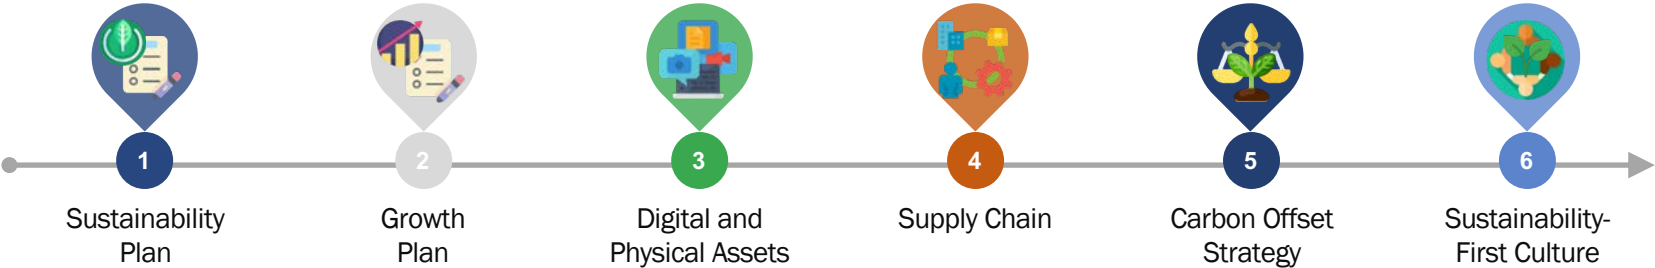 1
2
3
4
5
6
Sustainability
Plan
Growth
Plan
Digital and
Physical Assets
Supply Chain
Carbon Offset
Strategy
Sustainability-
First Culture